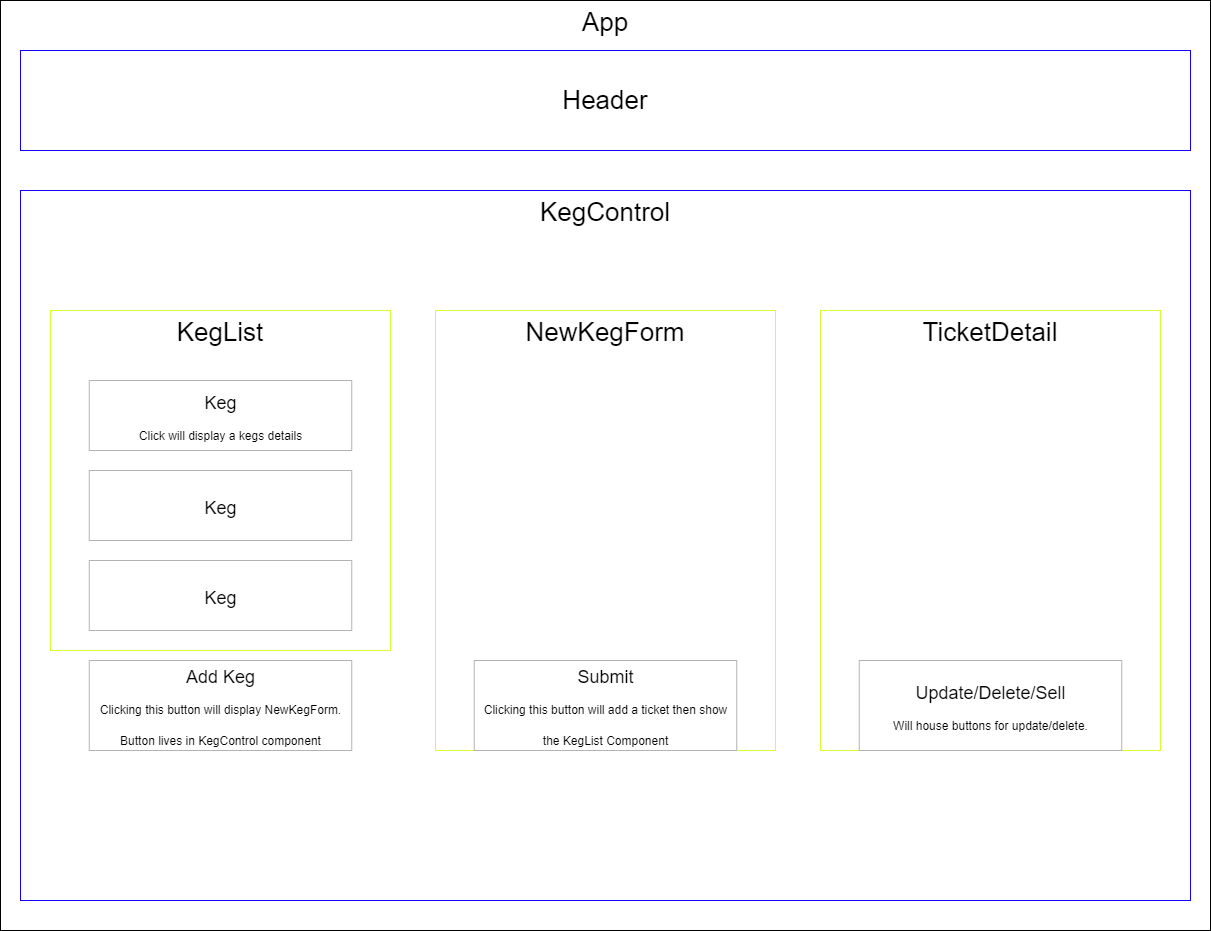 App
Header
KegControl
KegList
Keg
Click will display a kegs details
Keg
Keg
Add Keg
Clicking this button will display NewKegForm.
Button lives in KegControl component
NewKegForm
Submit
Clicking this button will add a ticket then show
the KegList Component
TicketDetail
Update/Delete/Sell
Will house buttons for update/delete.